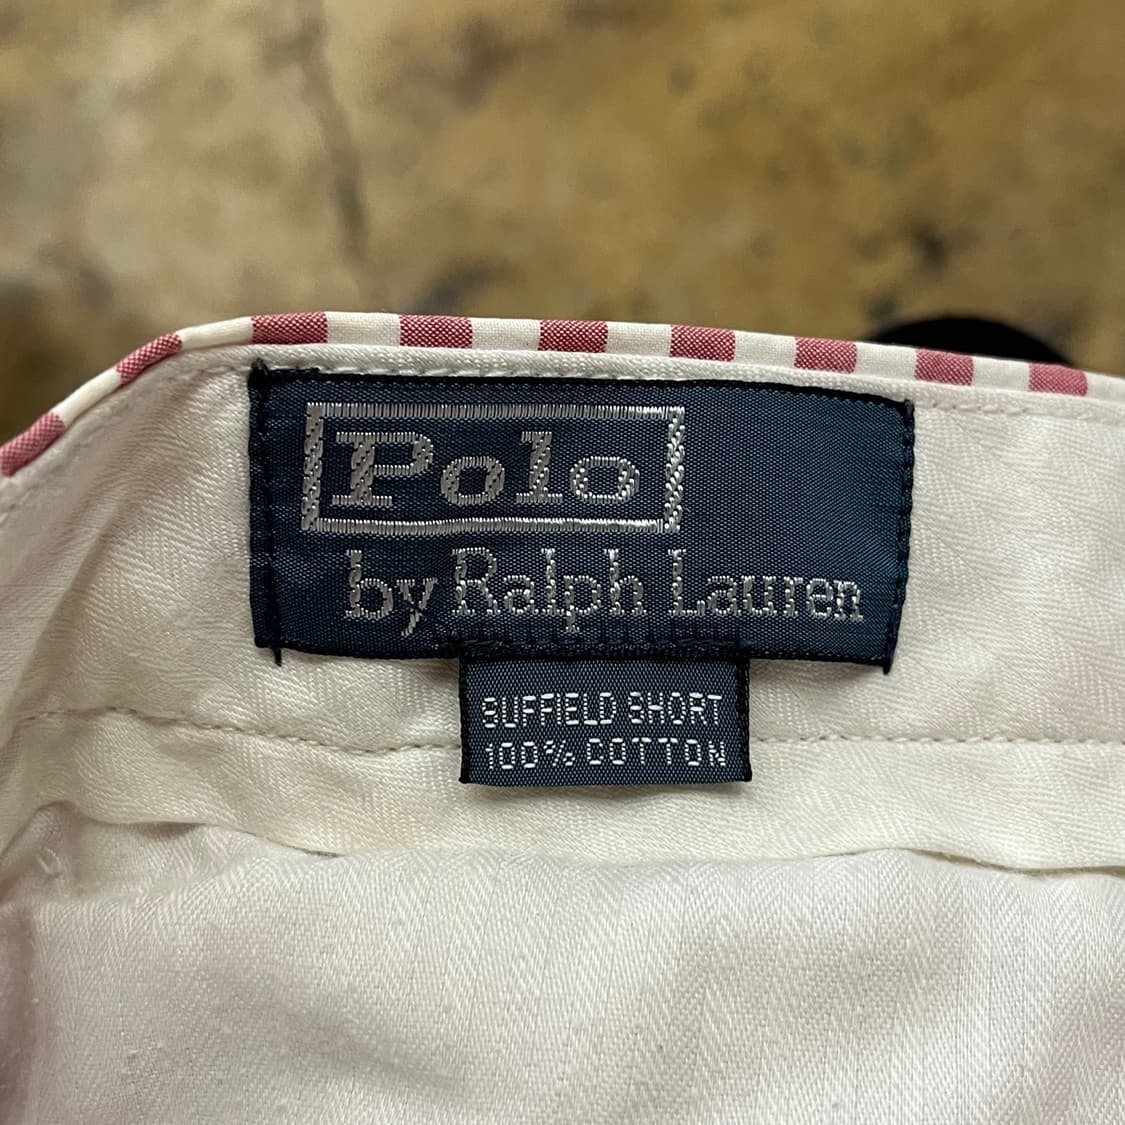 Polo
by Ralph Lauren
SUFFIELD SHORT
100% COTTON